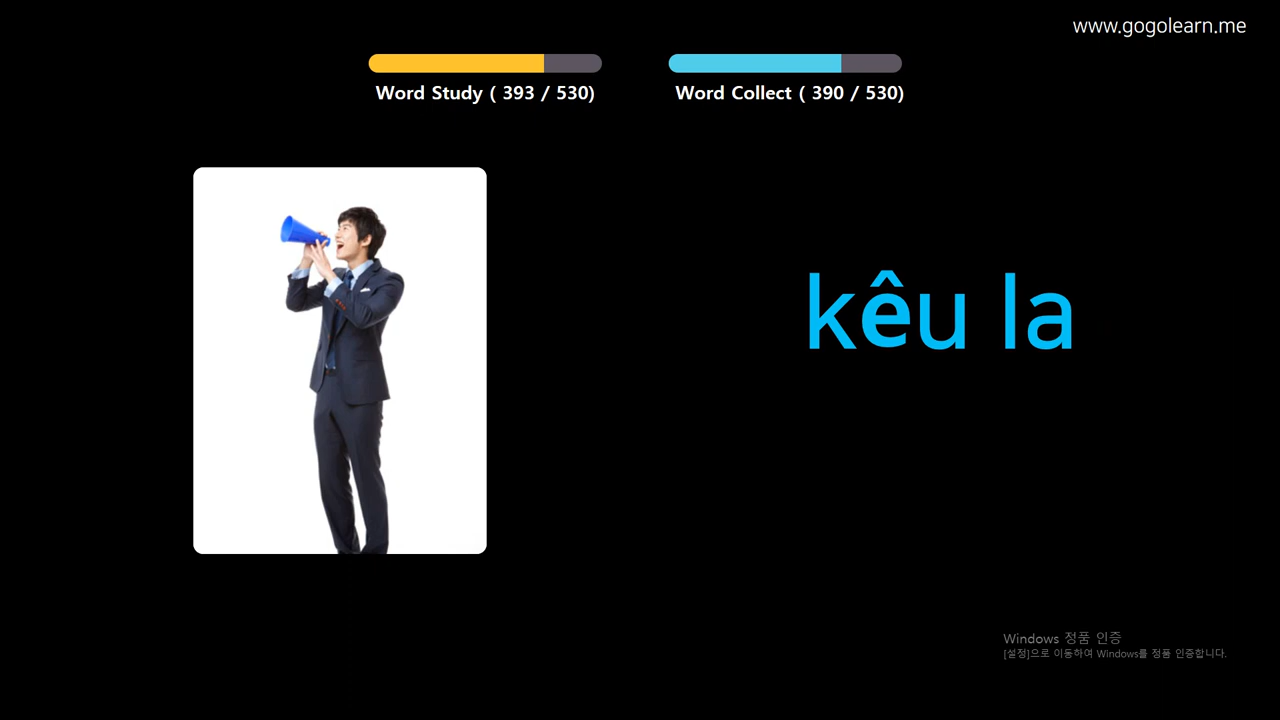 www.gogolearn.me
Word Study ( 393 / 530)
Word Collect ( 390 / 530)
kêu la
Windows 정품 인증
[설정]으로 이동하여 Windows를 정품 인증합니다.